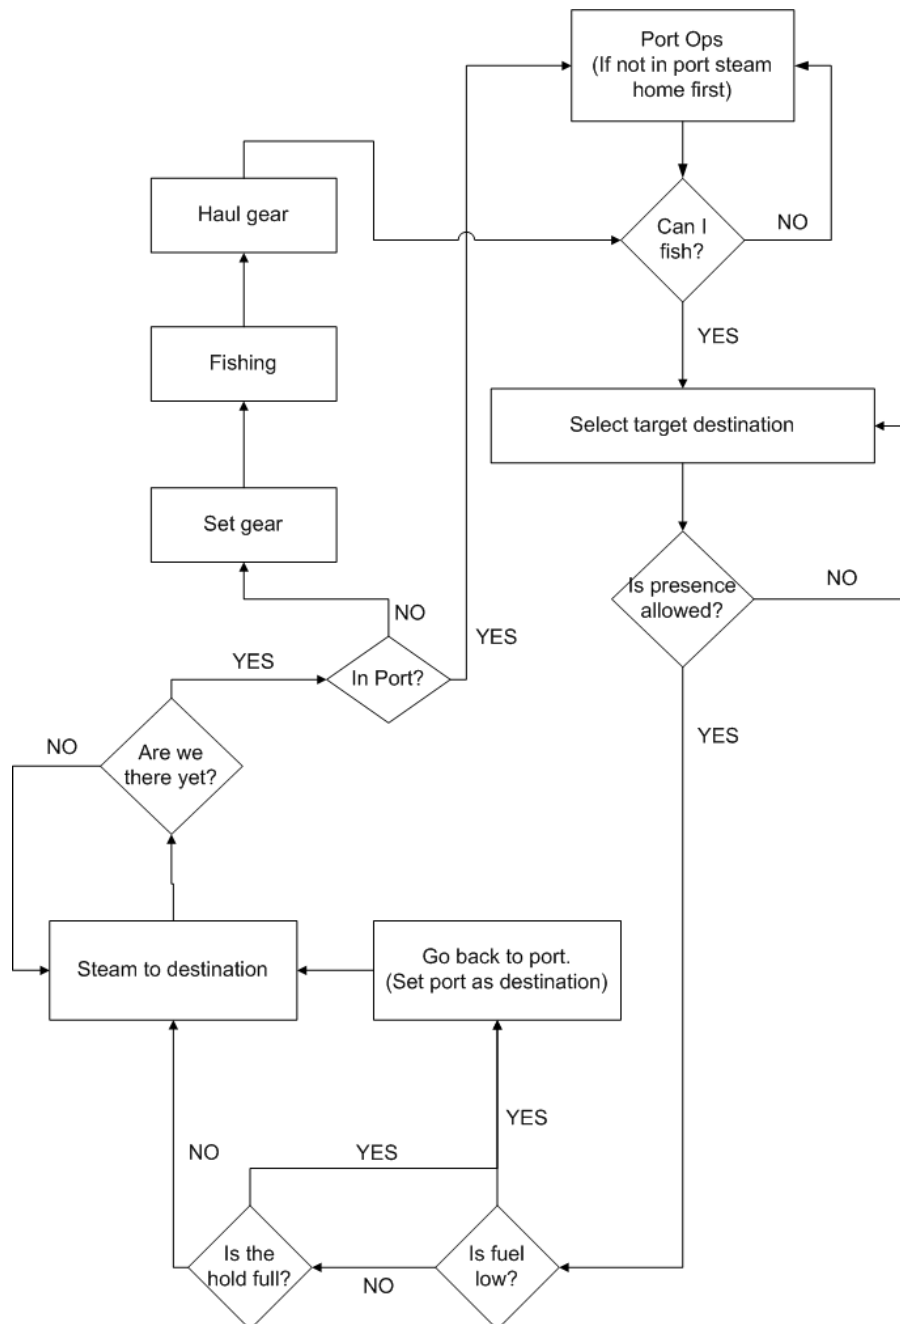 Port Ops
(If not in port steam
home first)
Haul gear
Can I
fish?
NO
YES
Fishing
Select target destination
Set gear
Is presence
allowed?
NO
NO
YES
YES
In Port?
YES
NO
Are we
there yet?
Steam to destination
Go back to port.
(Set port as destination)
YES
NO
YES
Is the
hold full?
Is fuel
low?
NO